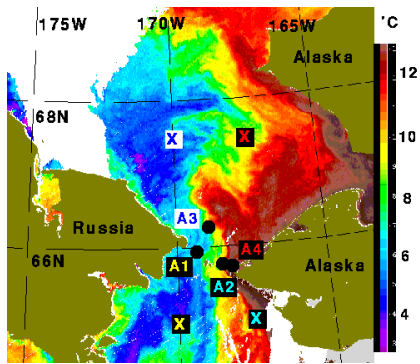 175W 170W 165W °C
Alaska 12
68N 10
X X
8
A3
Russia A4
66N A1 Alaska 6
A2
X X 4